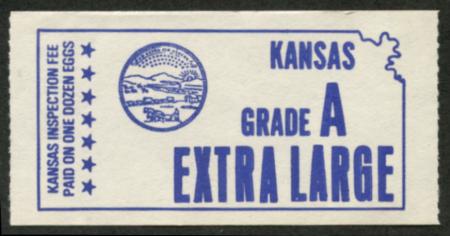 KANSAS INSPECTION FEE
PAID ON ONE DOZEN EGGS
KANSAS
GRADE A
EXTRA LARGE